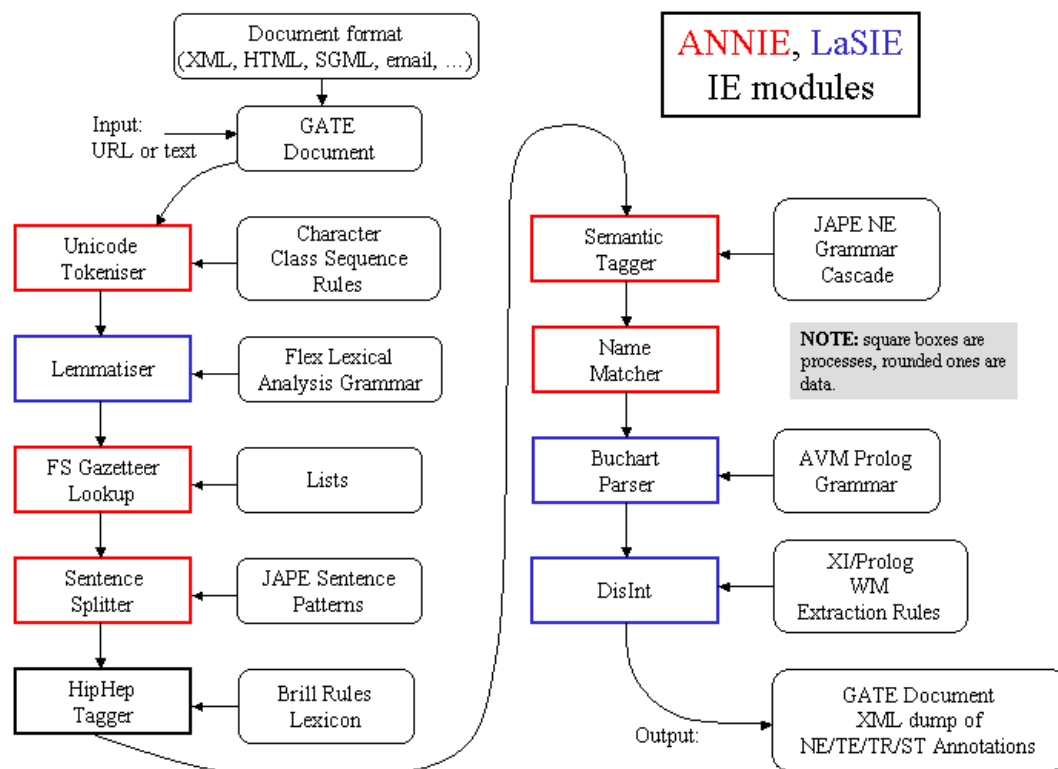 Document format
(XML, HTML, SGML, email, …)
ANNIE, LaSIE
IE modules
Input:
URL or text
GATE
Document
Unicode
Tokeniser
Character
Class Sequence
Rules
Lemmatiser
Flex Lexical
Analysis Grammar
FS Gazetteer
Lookup
Lists
Sentence
Splitter
JAPE Sentence
Patterns
HipHep
Tagger
Brill Rules
Lexicon
Semantic
Tagger
JAPE NE
Grammar
Cascade
Name
Matcher
NOTE: square boxes are
processes, rounded ones are
data.
Buchart
Parser
AVM Prolog
Grammar
DisInt
XI/Prolog
WM
Extraction Rules
Output:
GATE Document
XML dump of
NE/TE/TR/ST Annotations